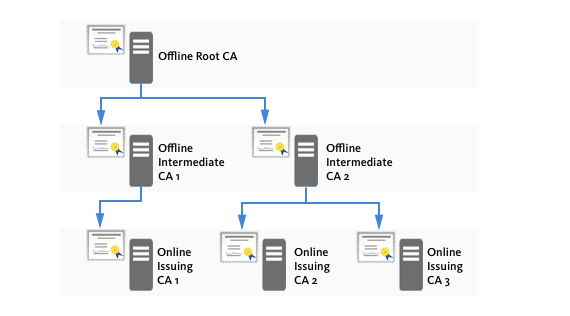 Offline Root CA
Offline
Intermediate
CA 1
Offline
Intermediate
CA 2
Online
Issuing
CA 1
Online
Issuing
CA 2
Online
Issuing
CA 3